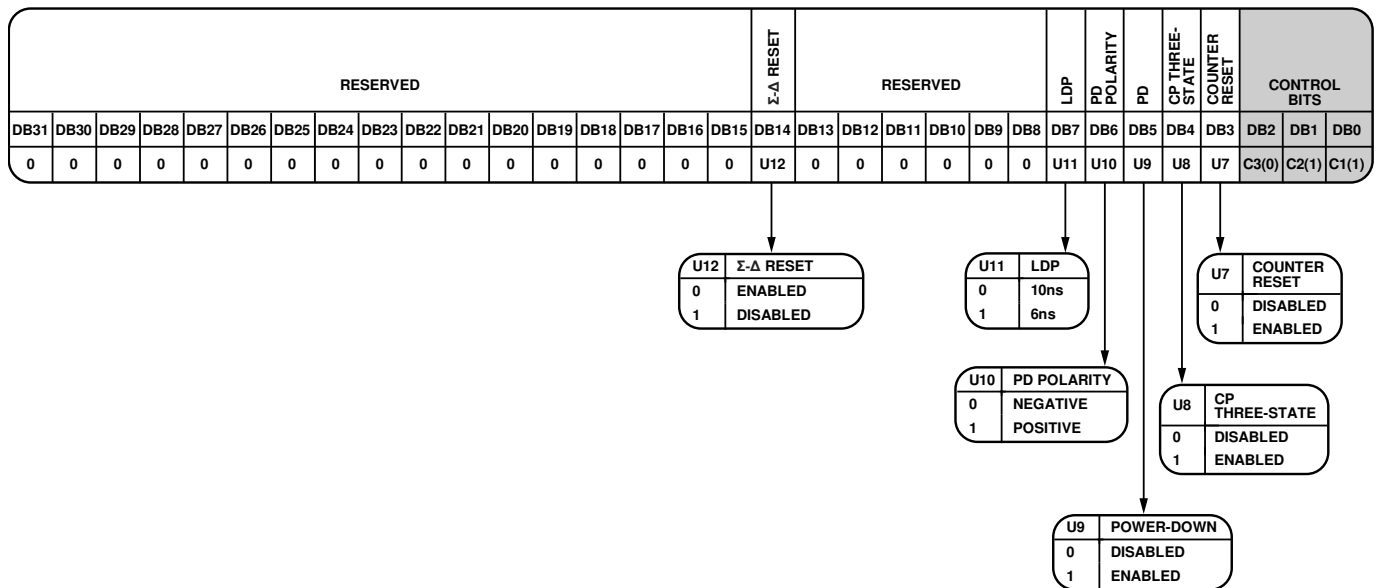 RESERVED
Σ-Δ RESET
RESERVED
LDP
PD
POLARITY
PD
CP THREE-
STATE
COUNTER
RESET
CONTROL
BITS
DB31 DB30 DB29 DB28 DB27 DB26 DB25 DB24 DB23 DB22 DB21 DB20 DB19 DB18 DB17 DB16 DB15 DB14 DB13 DB12 DB11 DB10 DB9 DB8 DB7 DB6 DB5 DB4 DB3 DB2 DB1 DB0
0 0 0 0 0 0 0 0 0 0 0 0 0 0 0 0 0 U12 0 0 0 0 0 0 U11 U10 U9 U8 U7 C3(0) C2(1) C1(1)
U12 Σ-Δ RESET
0 ENABLED
1 DISABLED
U11 LDP
0 10ns
1 6ns
U7 COUNTER
RESET
0 DISABLED
1 ENABLED
U10 PD POLARITY
0 NEGATIVE
1 POSITIVE
U8 CP
THREE-STATE
0 DISABLED
1 ENABLED
U9 POWER-DOWN
0 DISABLED
1 ENABLED